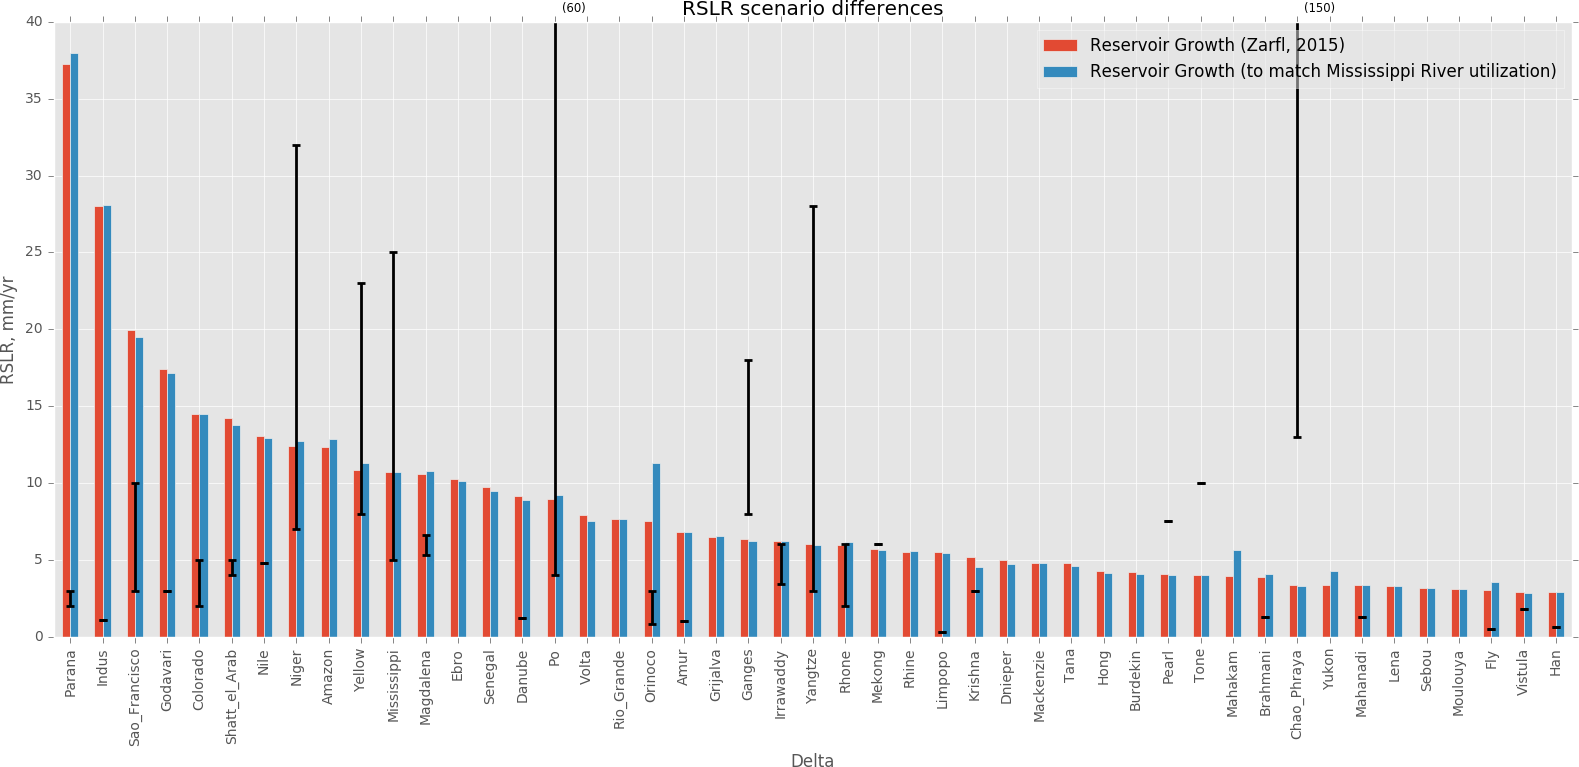 (60)
RSLR scenario differences
(150)
Reservoir Growth (Zarfl, 2015)
Reservoir Growth (to match Mississippi River utilization)
RSLR, mm/yr
40
35
30
25
20
15
10
5
0
Parana
Indus
Sao_Francisco
Godavari
Colorado
Shatt_el_Arab
Nile
Niger
Amazon
Yellow
Mississippi
Magdalena
Ebro
Senegal
Danube
Po
Volta
Rio_Grande
Orinoco
Amur
Grijalva
Ganges
Irrawaddy
Yangtze
Rhone
Mekong
Rhine
Limpopo
Krishna
Dnieper
Mackenzie
Tana
Hong
Burdekin
Pearl
Tone
Mahakam
Brahmani
Chao_Phraya
Yukon
Mahanadi
Lena
Sebou
Moulouya
Fly
Vistula
Han
Delta